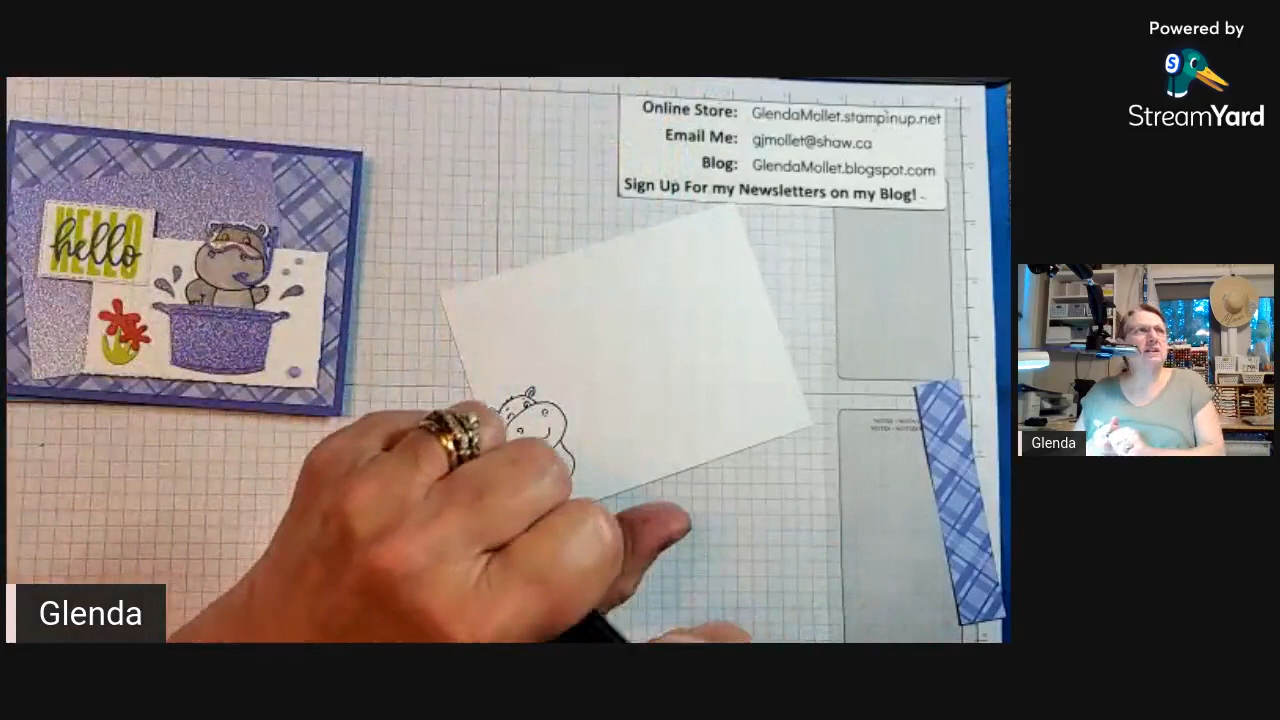 Powered by
StreamYard
Online Store: GlendaMollet.stampinup.net
Email Me: gjmollet@shaw.ca
Blog: GlendaMollet.blogspot.com
Sign Up For my Newsletters on my Blog!
HELLO
hello
Glenda
Glenda